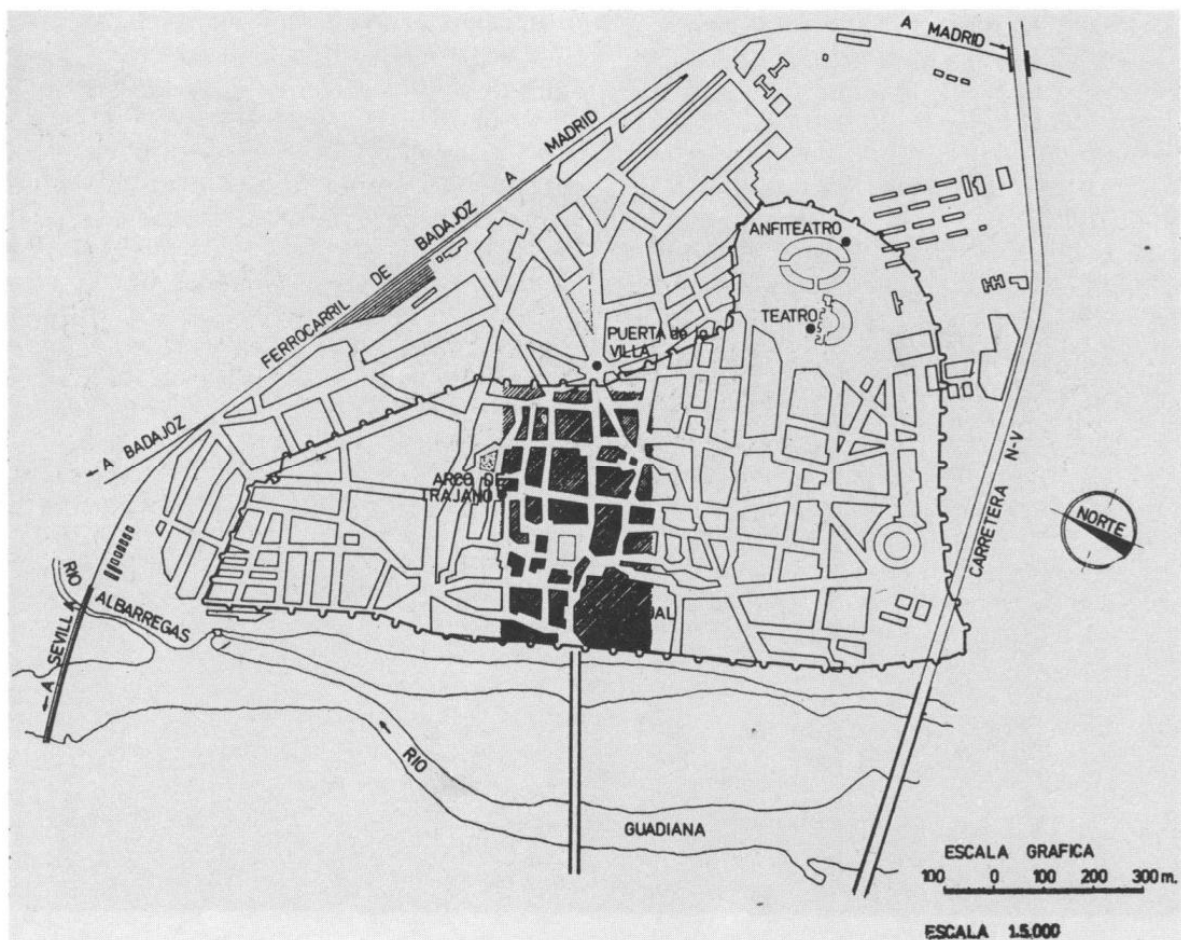 A MADRID
FERROCARRIL DE BADAJOZ A MADRID
ANFITEATRO
TEATRO
PUERTA de la
VILLA
A BADAJOZ
ARCO DE
TRAJANO
CARRETERA N-V
NORTE
RIO
ALBARREGAS
A SEVILLA
RIO
GUADIANA
ESCALA GRAFICA
100 0 100 200 300 m.
ESCALA 1:5.000